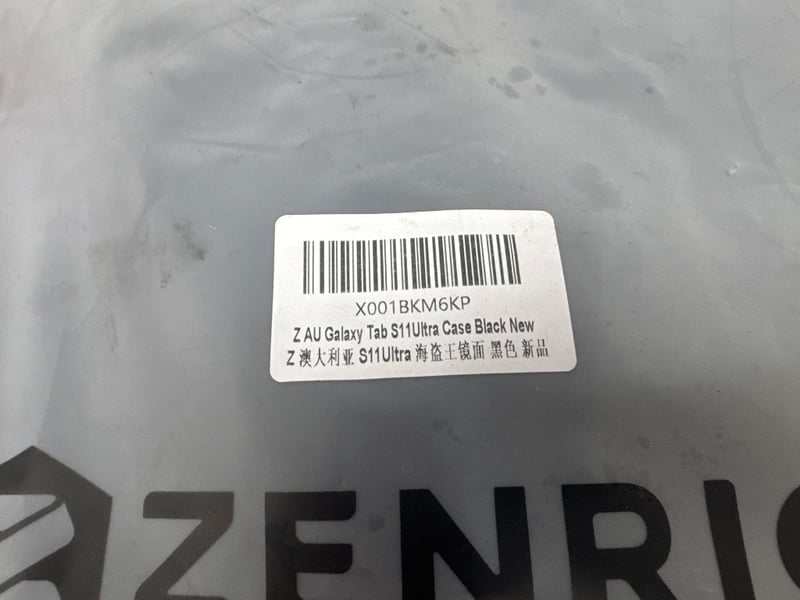 X001BKM6KP
Z AU Galaxy Tab S11Ultra Case Black New
Z 澳大利亚 S11Ultra 海盗王镜面 黑色 新品
ZENRIC